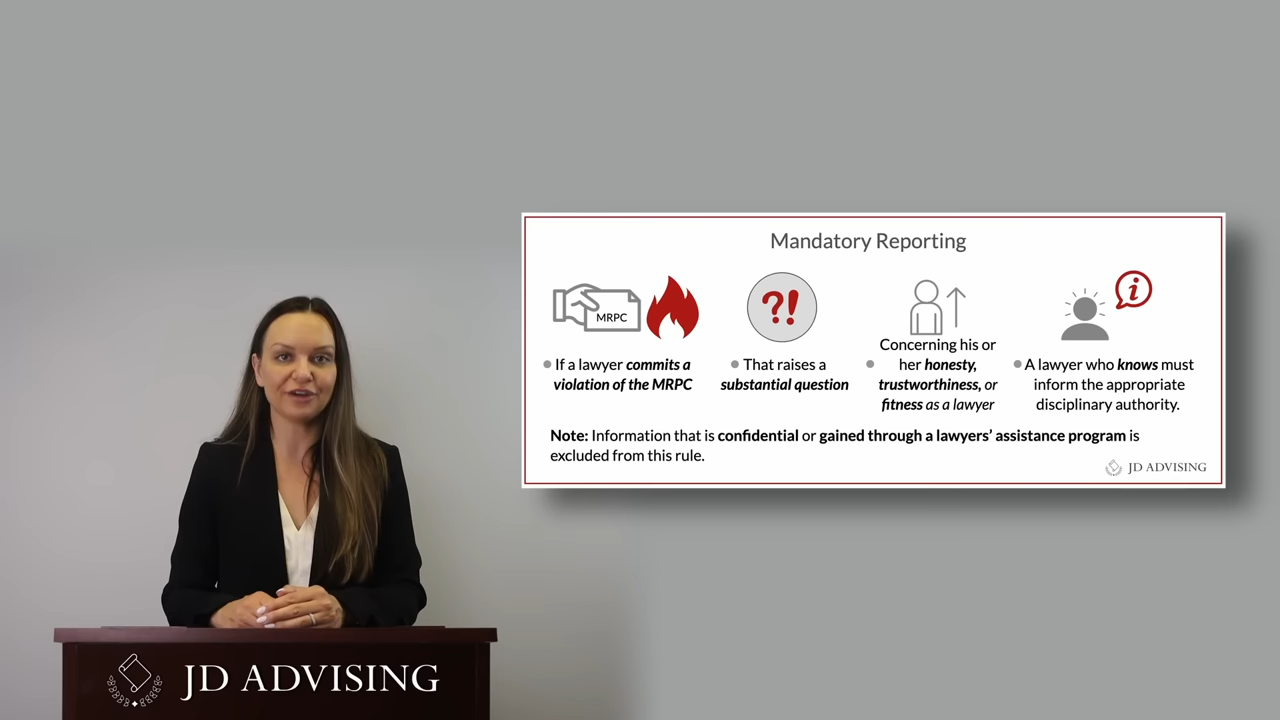 Mandatory Reporting
MRPC
?!
i
If a lawyer commits a
violation of the MRPC
That raises a
substantial question
Concerning his or
her honesty,
trustworthiness, or
fitness as a lawyer
A lawyer who knows must
inform the appropriate
disciplinary authority.
Note: Information that is confidential or gained through a lawyers’ assistance program is
excluded from this rule.
JD ADVISING
JD ADVISING